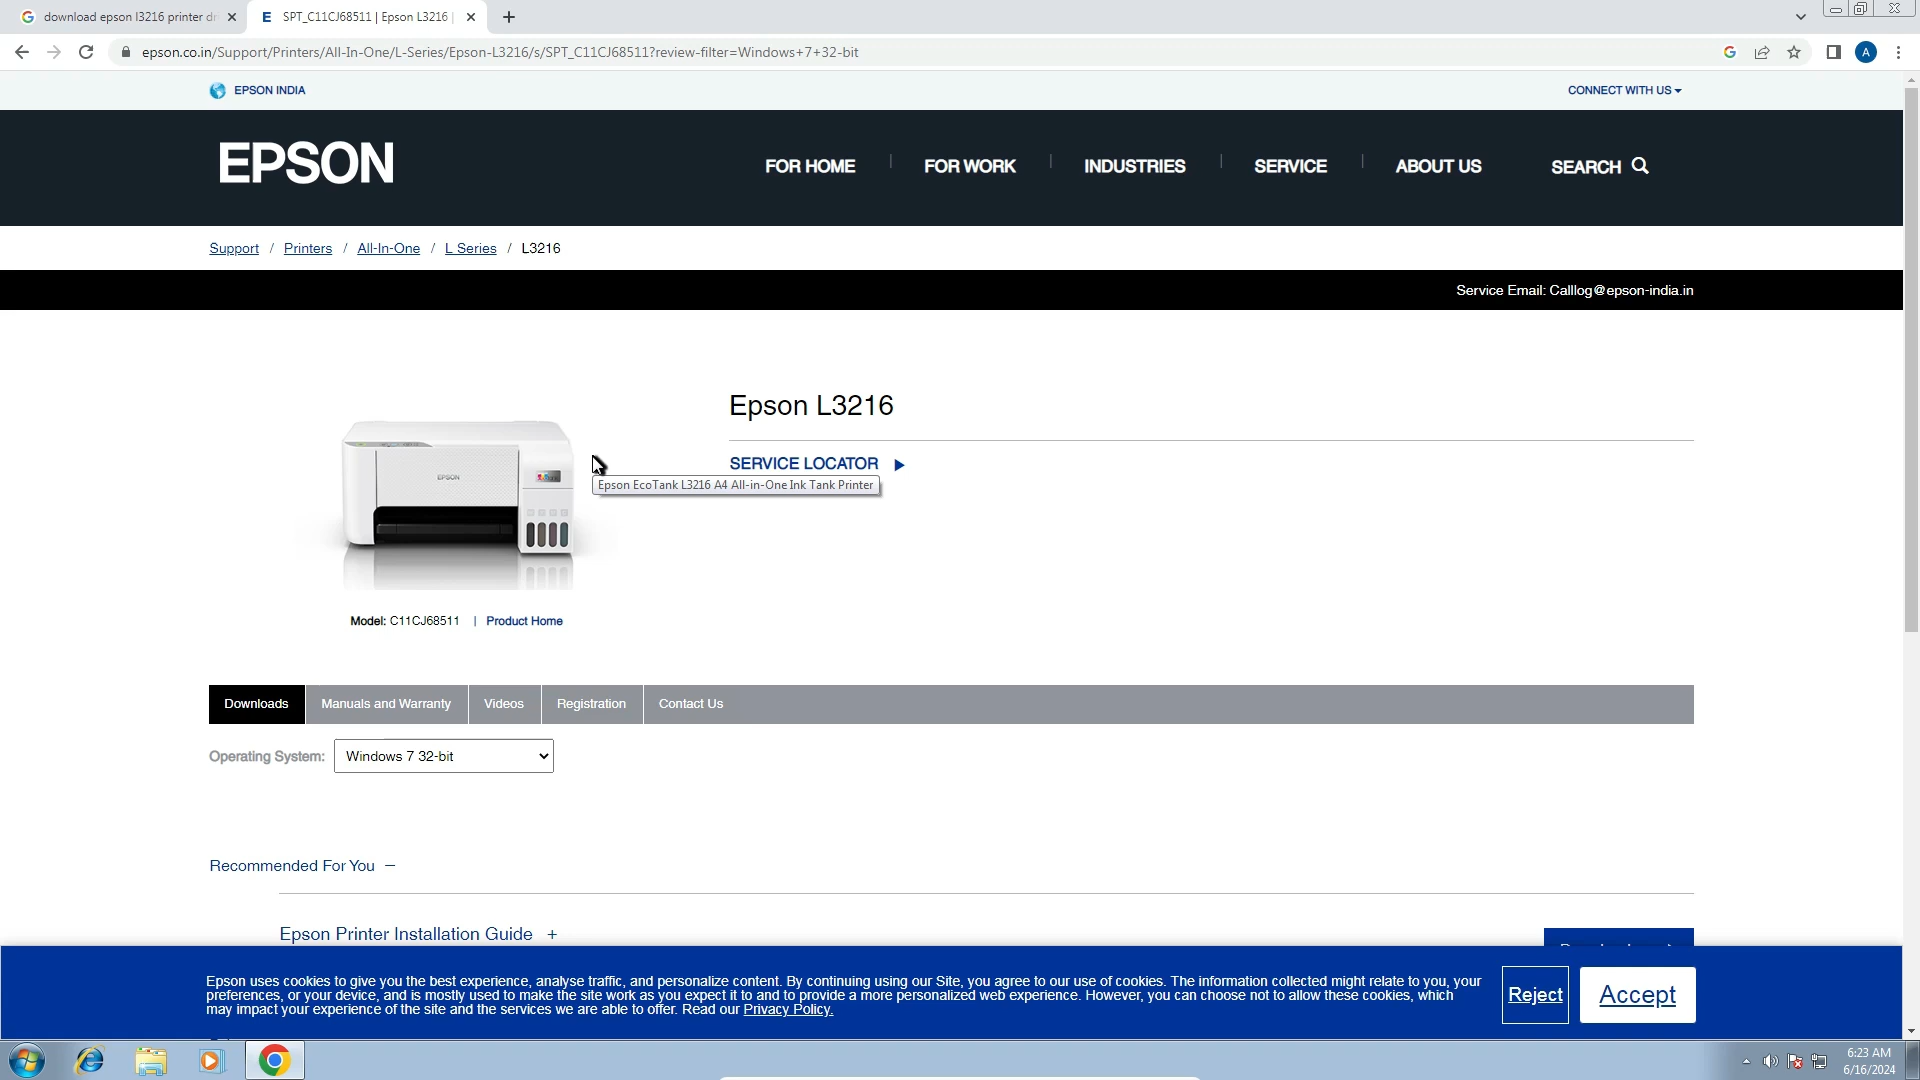 download epson l3216 printer dr
SPT_C11CJ68511 | Epson L3216 |
epson.co.in/Support/Printers/All-In-One/L-Series/Epson-L3216/s/SPT_C11CJ68511?review-filter=Windows+7+32-bit
A
EPSON INDIA
CONNECT WITH US
EPSON
FOR HOME | FOR WORK | INDUSTRIES | SERVICE | ABOUT US
SEARCH
Support / Printers / All-In-One / L Series / L3216
Service Email: Calllog@epson-india.in
Epson L3216
SERVICE LOCATOR
EPSON
Epson EcoTank L3216 A4 All-in-One Ink Tank Printer
Model: C11CJ68511 | Product Home
Downloads
Manuals and Warranty
Videos
Registration
Contact Us
Operating System: Windows 7 32-bit
Recommended For You −
Epson Printer Installation Guide +
Epson uses cookies to give you the best experience, analyse traffic, and personalize content. By continuing using our Site, you agree to our use of cookies. The information collected might relate to you, your
preferences, or your device, and is mostly used to make the site work as you expect it to and to provide a more personalized web experience. However, you can choose not to allow these cookies, which
may impact your experience of the site and the services we are able to offer. Read our Privacy Policy.
Reject
Accept
6:23 AM
6/16/2024